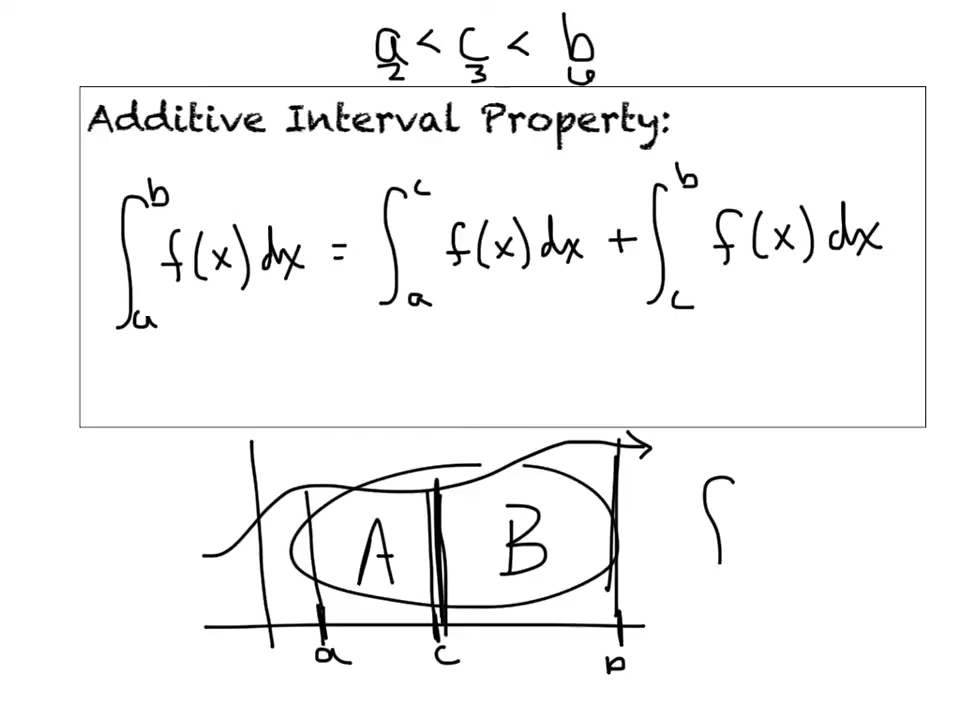 a < c < b
2 3 6
Additive Interval Property:
∫_a^b f(x) dx = ∫_a^c f(x) dx + ∫_c^b f(x) dx
A B ∫
a c b